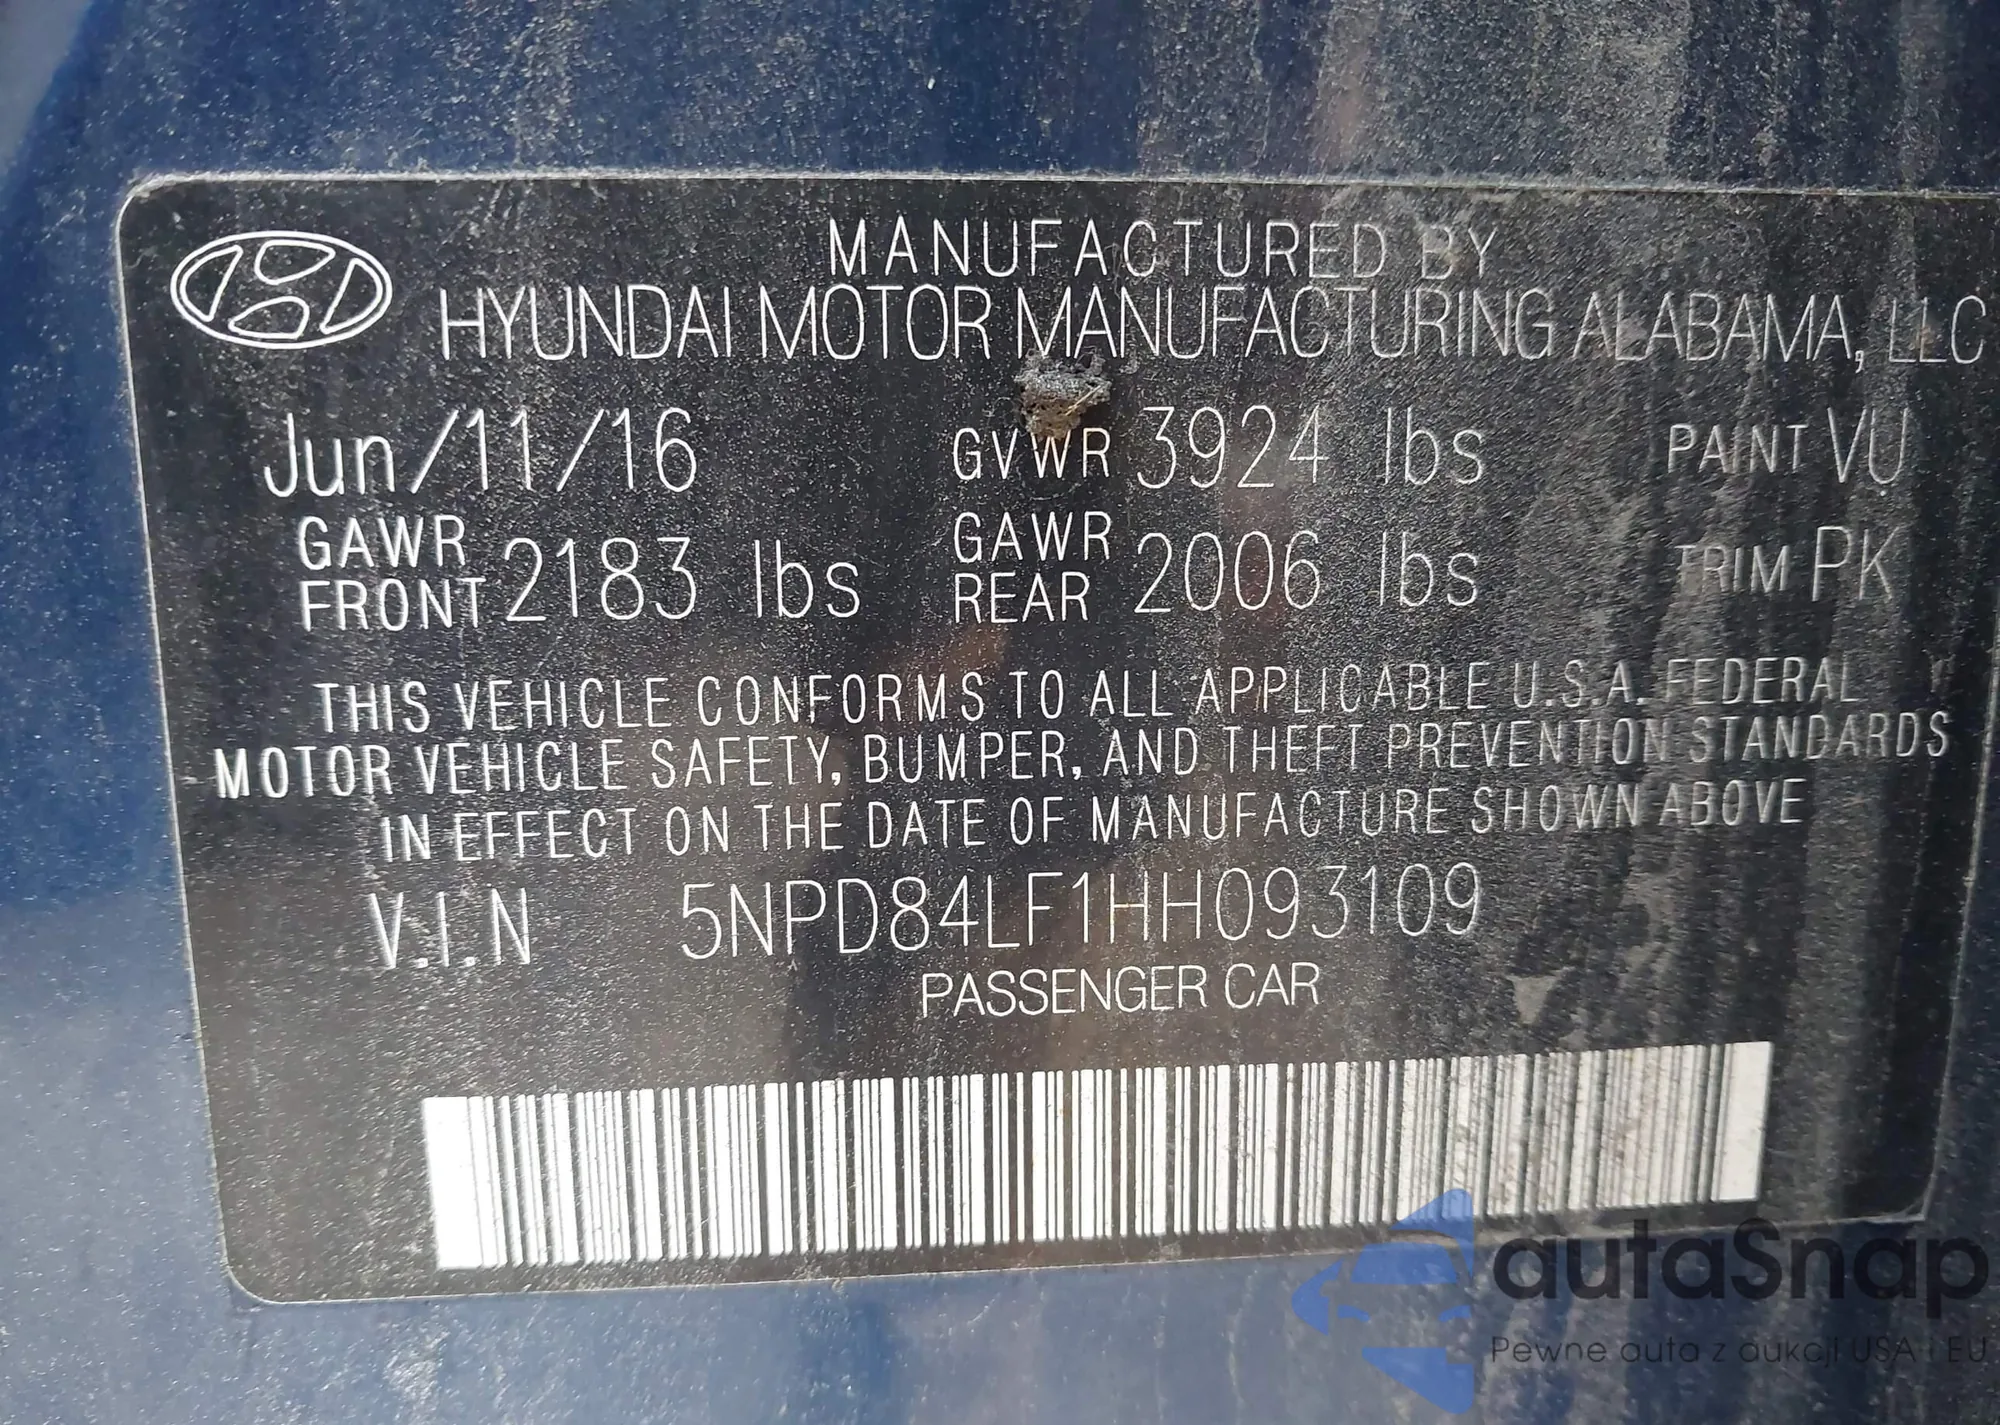 MANUFACTURED BY
HYUNDAI MOTOR MANUFACTURING ALABAMA, LLC
Jun/11/16 GVWR 3924 lbs PAINT VU
GAWR FRONT 2183 lbs GAWR REAR 2006 lbs TRIM PK
THIS VEHICLE CONFORMS TO ALL APPLICABLE U.S.A. FEDERAL
MOTOR VEHICLE SAFETY, BUMPER, AND THEFT PREVENTION STANDARDS
IN EFFECT ON THE DATE OF MANUFACTURE SHOWN ABOVE
V.I.N 5NPD84LF1HH093109
PASSENGER CAR
autaSnap
Pewne auta z aukcji USA i EU